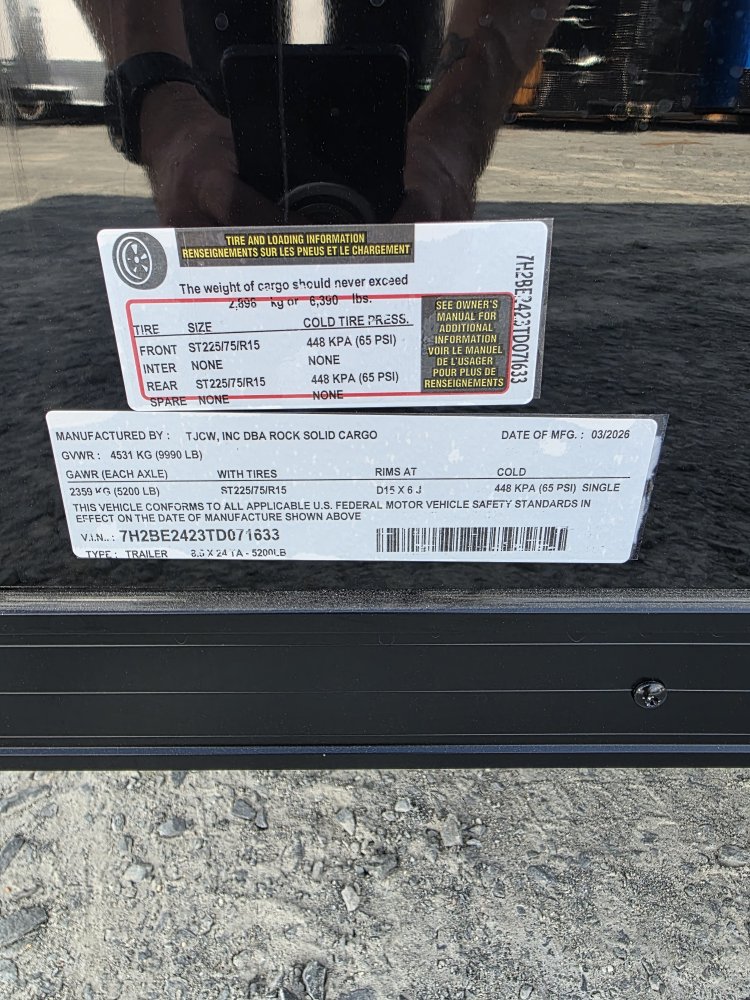 TIRE AND LOADING INFORMATION
RENSEIGNEMENTS SUR LES PNEUS ET LE CHARGEMENT
The weight of cargo should never exceed
2,896 kg or 6,390 lbs.
TIRE SIZE COLD TIRE PRESS.
FRONT ST225/75/R15 448 KPA (65 PSI)
INTER NONE NONE
REAR ST225/75/R15 448 KPA (65 PSI)
SPARE NONE NONE
SEE OWNER'S
MANUAL FOR
ADDITIONAL
INFORMATION
VOIR LE MANUEL
DE L'USAGER
POUR PLUS DE
RENSEIGNEMENTS
7H2BE2423TD071633
MANUFACTURED BY : TJCW, INC DBA ROCK SOLID CARGO DATE OF MFG. : 03/2026
GVWR : 4531 KG (9990 LB)
GAWR (EACH AXLE) WITH TIRES RIMS AT COLD
2359 KG (5200 LB) ST225/75/R15 D15 X 6 J 448 KPA (65 PSI) SINGLE
THIS VEHICLE CONFORMS TO ALL APPLICABLE U.S. FEDERAL MOTOR VEHICLE SAFETY STANDARDS IN
EFFECT ON THE DATE OF MANUFACTURE SHOWN ABOVE
V.I.N.. : 7H2BE2423TD071633
TYPE : TRAILER 8.5 X 24 TA - 5200LB